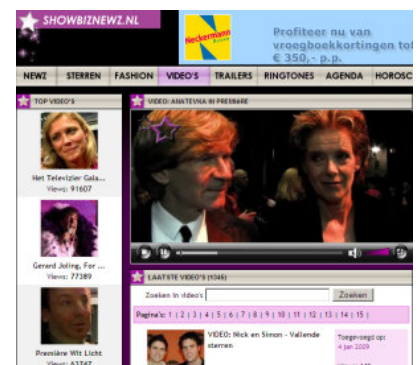 SHOWBIZNEWZ.NL
Neckermann
Profiteer nu van
vroegboekkortingen tot
€ 350,- p.p.
NEWZ STERREN FASHION VIDEO'S TRAILERS RINGTONES AGENDA HOROSC
TOP VIDEO'S
Het Televizier Gala...
Views: 91607
Gerard Joling, For ...
Views: 77389
Première Wit Licht
VIDEO: ANATEVKA IN PREMIERE
LAATSTE VIDEO'S (1345)
Zoeken in video's Zoeken
Pagina's: 1 | 2 | 3 | 4 | 5 | 6 | 7 | 8 | 9 | 10 | 11 | 12 | 13 | 14 | 15 |
VIDEO: Nick en Simon - Vallende
sterren
Toegevoegd op:
4 jan 2009